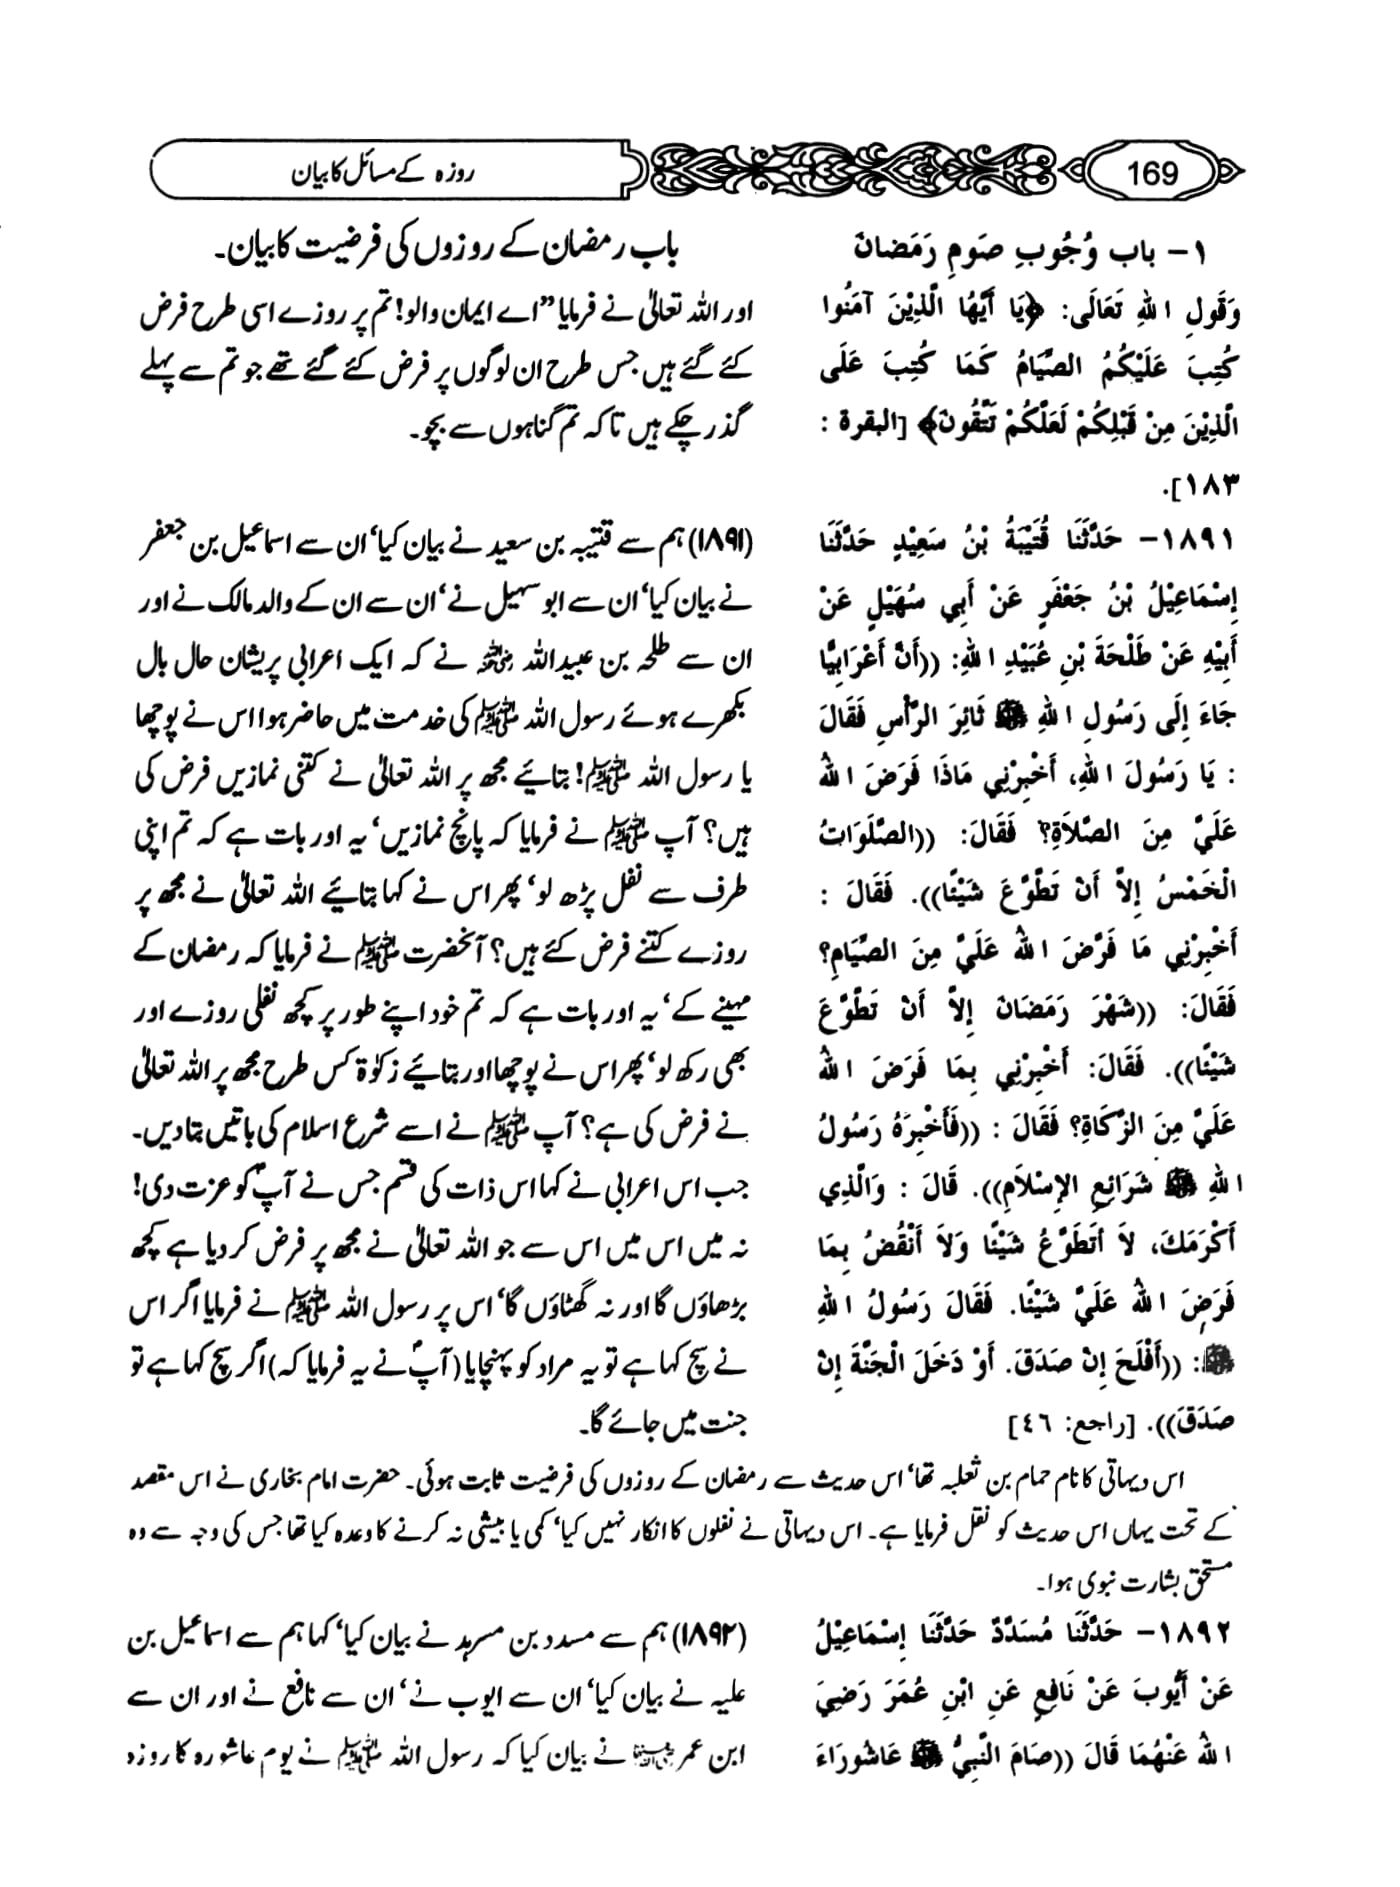 169
روزہ کے مسائل کا بیان
١- باب وُجُوبِ صَومِ رَمَضانَ
وَقَولِ اللهِ تَعَالَى: ﴿يَا أَيُّهَا الَّذِيْنَ آمَنُوا
كُتِبَ عَلَيْكُمُ الصِّيَامُ كَمَا كُتِبَ عَلَى
الَّذِيْنَ مِنْ قَبْلِكُمْ لَعَلَّكُمْ تَتَّقُونَ﴾ [البقرة :
١٨٣].
١٨٩١- حَدَّثَنَا قُتَيْبَةُ بْنُ سَعِيْدٍ حَدَّثَنَا
إِسْمَاعِيْلُ بْنُ جَعْفَرٍ عَنْ أَبِي سُهَيْلٍ عَنْ
أَبِيْهِ عَنْ طَلْحَةَ بْنِ عُبَيْدِ اللهِ: ((أَنَّ أَعْرَابِيًّا
جَاءَ إِلَى رَسُولِ اللهِ ﷺ ثَائِرَ الرَّأْسِ فَقَالَ
: يَا رَسُولَ اللهِ، أَخْبِرْنِي مَاذَا فَرَضَ اللهُ
عَلَيَّ مِنَ الصَّلاَةِ؟ فَقَالَ: ((الصَّلَوَاتُ
الْخَمْسُ إِلاَّ أَنْ تَطَّوَّعَ شَيْئًا)). فَقَالَ :
أَخْبِرْنِي مَا فَرَضَ اللهُ عَلَيَّ مِنَ الصِّيَامِ؟
فَقَالَ: ((شَهْرَ رَمَضَانَ إِلاَّ أَنْ تَطَّوَّعَ
شَيْئًا)). فَقَالَ: أَخْبِرْنِي بِمَا فَرَضَ اللهُ
عَلَيَّ مِنَ الزَّكَاةِ؟ فَقَالَ : ((فَأَخْبَرَهُ رَسُولُ
اللهِ ﷺ شَرَائِعَ الإِسْلاَمِ)). قَالَ : وَالَّذِي
أَكْرَمَكَ، لاَ أَتَطَوَّعُ شَيْئًا وَلاَ أَنْقُصُ بِمَا
فَرَضَ اللهُ عَلَيَّ شَيْئًا. فَقَالَ رَسُولُ اللهِ
ﷺ: ((أَفْلَحَ إِنْ صَدَقَ. أَوْ دَخَلَ الْجَنَّةَ إِنْ
صَدَقَ)). [راجع: ٤٦]
باب رمضان کے روزوں کی فرضیت کا بیان۔
اور اللہ تعالیٰ نے فرمایا ”اے ایمان والو! تم پر روزے اسی طرح فرض
کئے گئے ہیں جس طرح ان لوگوں پر فرض کئے گئے تھے جو تم سے پہلے
گذر چکے ہیں تاکہ تم گناہوں سے بچو۔
(۱۸۹۱) ہم سے قتیبہ بن سعید نے بیان کیا‘ ان سے اسماعیل بن جعفر
نے بیان کیا‘ ان سے ابو سہیل نے‘ ان سے ان کے والد مالک نے اور
ان سے طلحہ بن عبیداللہ رضی اللہ عنہ نے کہ ایک اعرابی پریشان حال بال
بکھرے ہوئے رسول اللہ ﷺ کی خدمت میں حاضر ہوا اس نے پوچھا
یا رسول اللہ ﷺ! بتائیے مجھ پر اللہ تعالیٰ نے کتنی نمازیں فرض کی
ہیں؟ آپ ﷺ نے فرمایا کہ پانچ نمازیں‘ یہ اور بات ہے کہ تم اپنی
طرف سے نفل پڑھ لو‘ پھر اس نے کہا بتائیے اللہ تعالیٰ نے مجھ پر
روزے کتنے فرض کئے ہیں؟ آنحضرت ﷺ نے فرمایا کہ رمضان کے
مہینے کے‘ یہ اور بات ہے کہ تم خود اپنے طور پر کچھ نفلی روزے اور
بھی رکھ لو‘ پھر اس نے پوچھا اور بتائیے زکوٰۃ کس طرح مجھ پر اللہ تعالیٰ
نے فرض کی ہے؟ آپ ﷺ نے اسے شرع اسلام کی باتیں بتا دیں۔
جب اس اعرابی نے کہا اس ذات کی قسم جس نے آپؐ کو عزت دی!
نہ میں اس میں اس سے جو اللہ تعالیٰ نے مجھ پر فرض کر دیا ہے کچھ
بڑھاؤں گا اور نہ گھٹاؤں گا‘ اس پر رسول اللہ ﷺ نے فرمایا اگر اس
نے سچ کہا ہے تو یہ مراد کو پہنچایا (آپؐ نے یہ فرمایا کہ) اگر سچ کہا ہے تو
جنت میں جائے گا۔
اس دیہاتی کا نام حمام بن ثعلبہ تھا‘ اس حدیث سے رمضان کے روزوں کی فرضیت ثابت ہوئی۔ حضرت امام بخاری نے اس مقصد
کے تحت یہاں اس حدیث کو نقل فرمایا ہے۔ اس دیہاتی نے نفلوں کا انکار نہیں کیا‘ کمی یا بیشی نہ کرنے کا وعدہ کیا تھا جس کی وجہ سے وہ
مستحق بشارت نبوی ہوا۔
١٨٩٢- حَدَّثَنَا مُسَدَّدٌ حَدَّثَنَا إِسْمَاعِيْلُ
عَنْ أَيُّوبَ عَنْ نَافِعٍ عَنِ ابْنِ عُمَرَ رَضِيَ
اللهُ عَنْهُمَا قَالَ ((صَامَ النَّبِيُّ ﷺ عَاشُورَاءَ
(۱۸۹۲) ہم سے مسدد بن مسرہد نے بیان کیا‘ کہا ہم سے اسماعیل بن
علیہ نے بیان کیا‘ ان سے ایوب نے‘ ان سے نافع نے اور ان سے
ابن عمر رضی اللہ عنہما نے بیان کیا کہ رسول اللہ ﷺ نے یوم عاشورہ کا روزہ